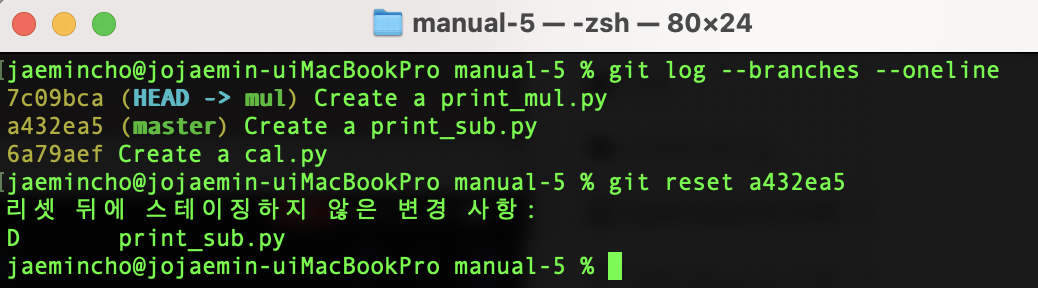 manual-5 — -zsh — 80×24
[jaemincho@jojaemin-uiMacBookPro manual-5 % git log --branches --oneline
7c09bca (HEAD -> mul) Create a print_mul.py
a432ea5 (master) Create a print_sub.py
6a79aef Create a cal.py
[jaemincho@jojaemin-uiMacBookPro manual-5 % git reset a432ea5
리셋 뒤에 스테이징하지 않은 변경 사항:
D       print_sub.py
jaemincho@jojaemin-uiMacBookPro manual-5 %